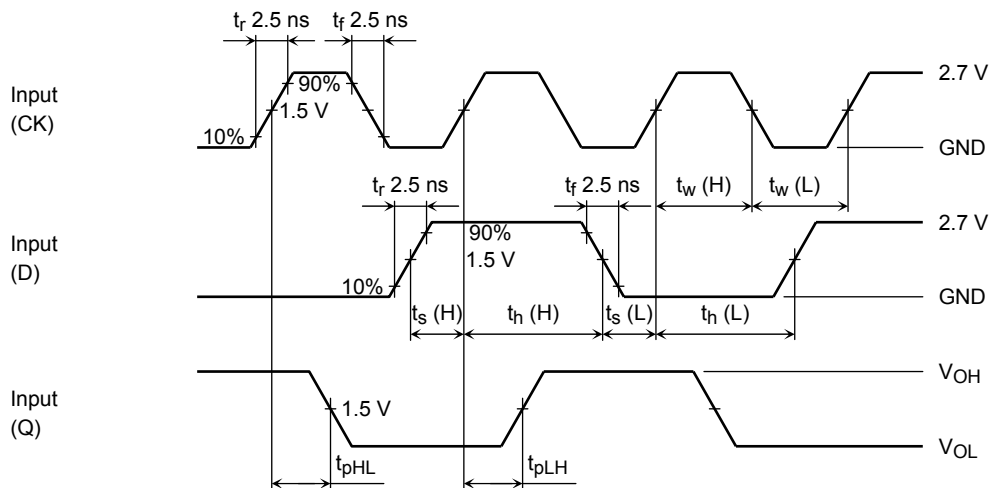 tr 2.5 ns
tf 2.5 ns
Input
(CK)
90%
1.5 V
10%
2.7 V
GND
tr 2.5 ns
tf 2.5 ns
tw (H)
tw (L)
Input
(D)
90%
1.5 V
10%
2.7 V
GND
ts (H)
th (H)
ts (L)
th (L)
Input
(Q)
1.5 V
VOH
VOL
tpHL
tpLH